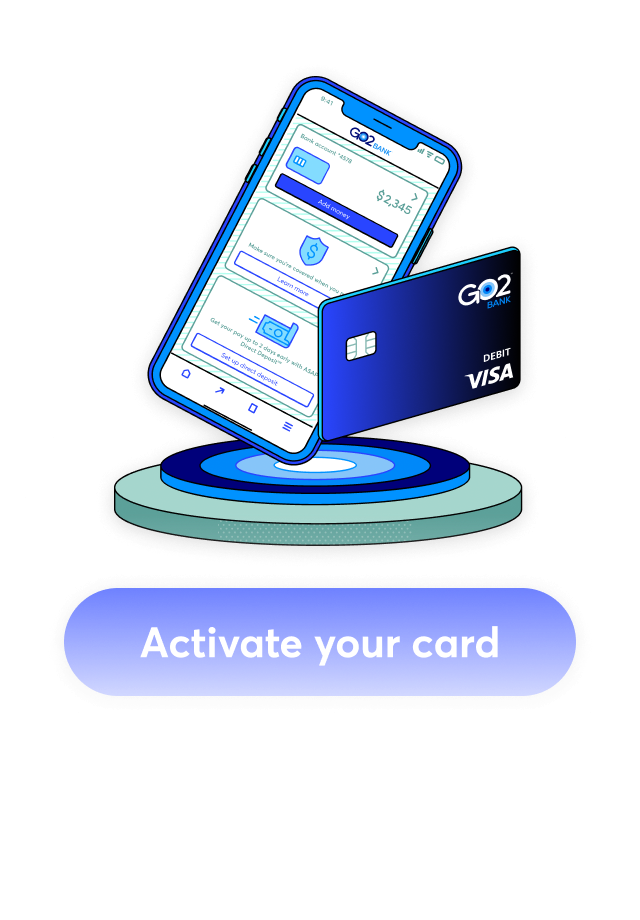 9:41
GO2
BANK
Bank account *4578
$2,345
Add money
Make sure you're covered when you
Learn more
Get your pay up to 2 days early with ASAP
Direct Deposit™
Set up direct deposit
GO2
BANK
DEBIT
VISA
Activate your card